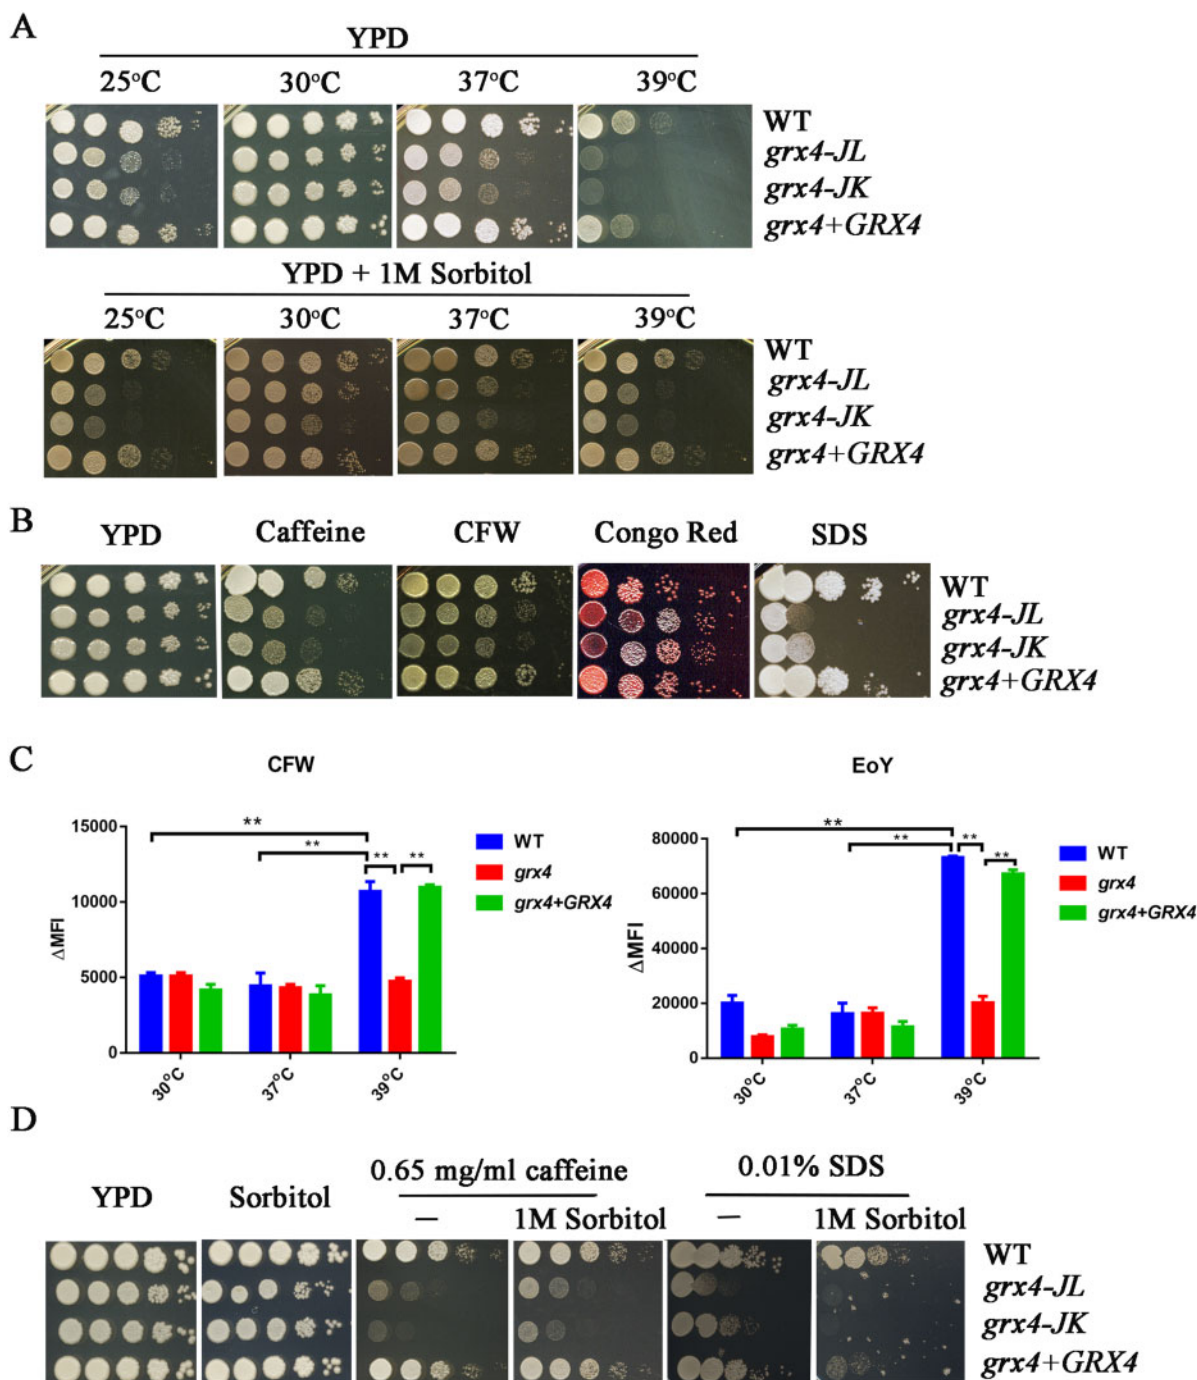 A
YPD
25°C 30°C 37°C 39°C
WT
grx4-JL
grx4-JK
grx4+GRX4
YPD + 1M Sorbitol
25°C 30°C 37°C 39°C
WT
grx4-JL
grx4-JK
grx4+GRX4
B
YPD Caffeine CFW Congo Red SDS
WT
grx4-JL
grx4-JK
grx4+GRX4
C
CFW
ΔMFI
15000
10000
5000
0
**
**
** **
30°C 37°C 39°C
WT
grx4
grx4+GRX4
EoY
ΔMFI
80000
60000
40000
20000
0
**
** **
**
30°C 37°C 39°C
WT
grx4
grx4+GRX4
D
0.65 mg/ml caffeine 0.01% SDS
YPD Sorbitol – 1M Sorbitol – 1M Sorbitol
WT
grx4-JL
grx4-JK
grx4+GRX4